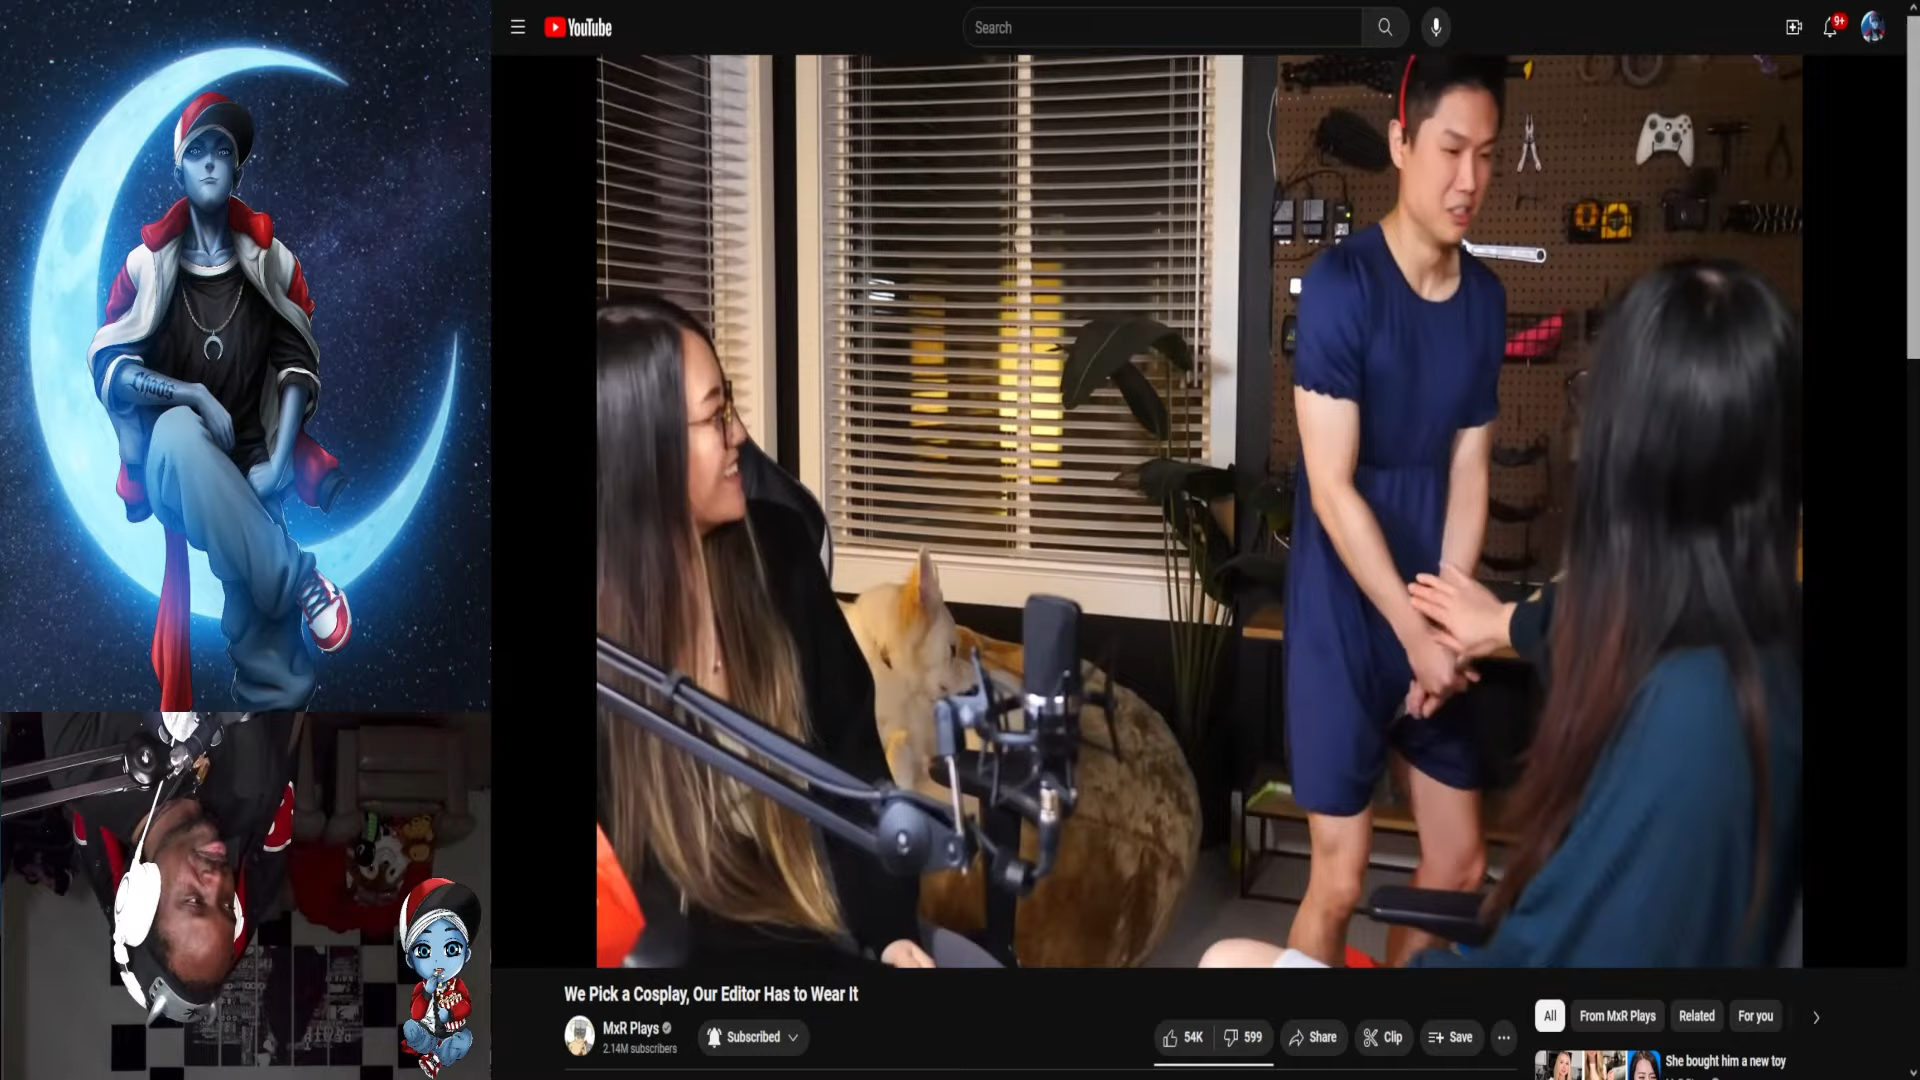 YouTube
Search
9+
Chaos
We Pick a Cosplay, Our Editor Has to Wear It
MxR Plays
2.14M subscribers
Subscribed
54K
599
Share
Clip
Save
All
From MxR Plays
Related
For you
She bought him a new toy